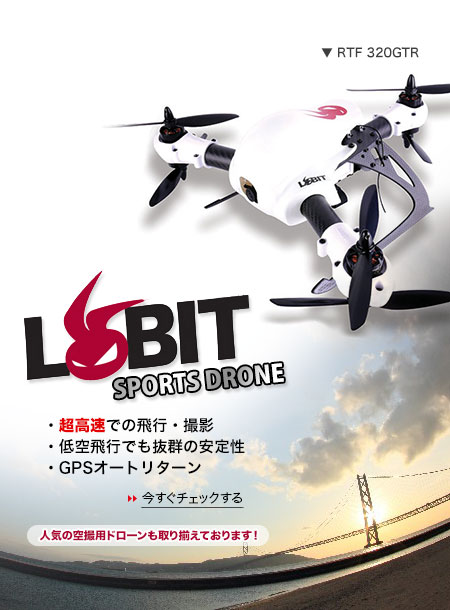 ▼ RTF 320GTR
LOBIT
LOBIT
SPORTS DRONE
・超高速での飛行・撮影
・低空飛行でも抜群の安定性
・GPSオートリターン
今すぐチェックする
人気の空撮用ドローンも取り揃えております!